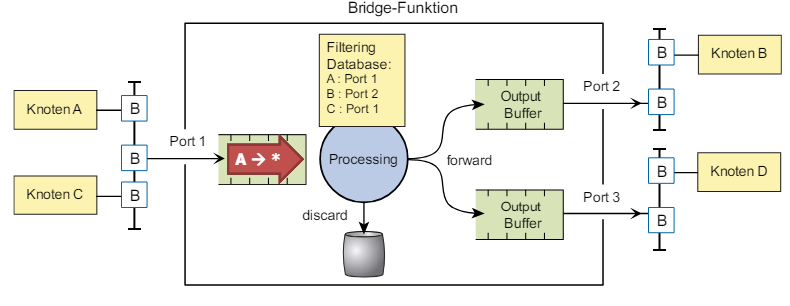 Bridge-Funktion
Filtering
Database:
A : Port 1
B : Port 2
C : Port 1
Knoten A
B
Port 1
B
Knoten C
B
A → *
Processing
discard
forward
Output
Buffer
Port 2
Output
Buffer
Port 3
B
Knoten B
B
B
Knoten D
B